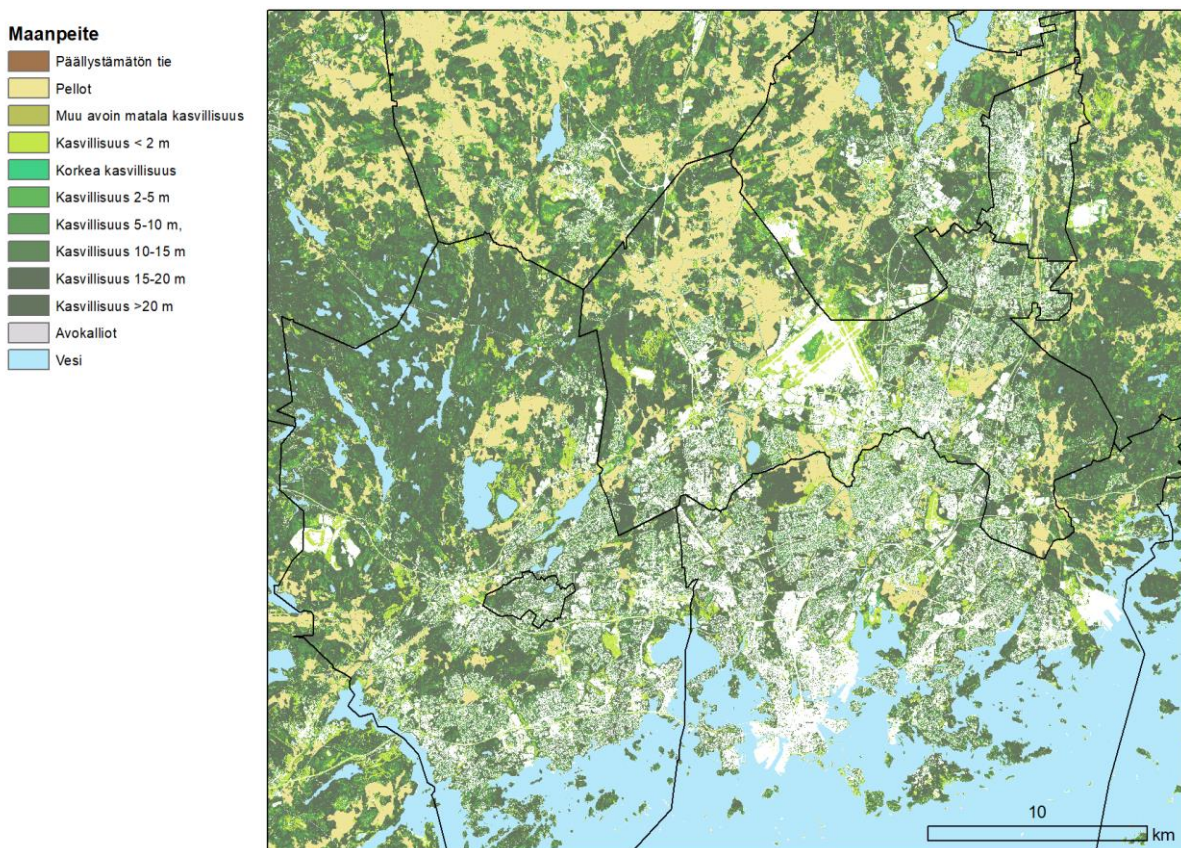 Maanpeite
Päällystämätön tie
Pellot
Muu avoin matala kasvillisuus
Kasvillisuus < 2 m
Korkea kasvillisuus
Kasvillisuus 2-5 m
Kasvillisuus 5-10 m,
Kasvillisuus 10-15 m
Kasvillisuus 15-20 m
Kasvillisuus >20 m
Avokalliot
Vesi
10
km